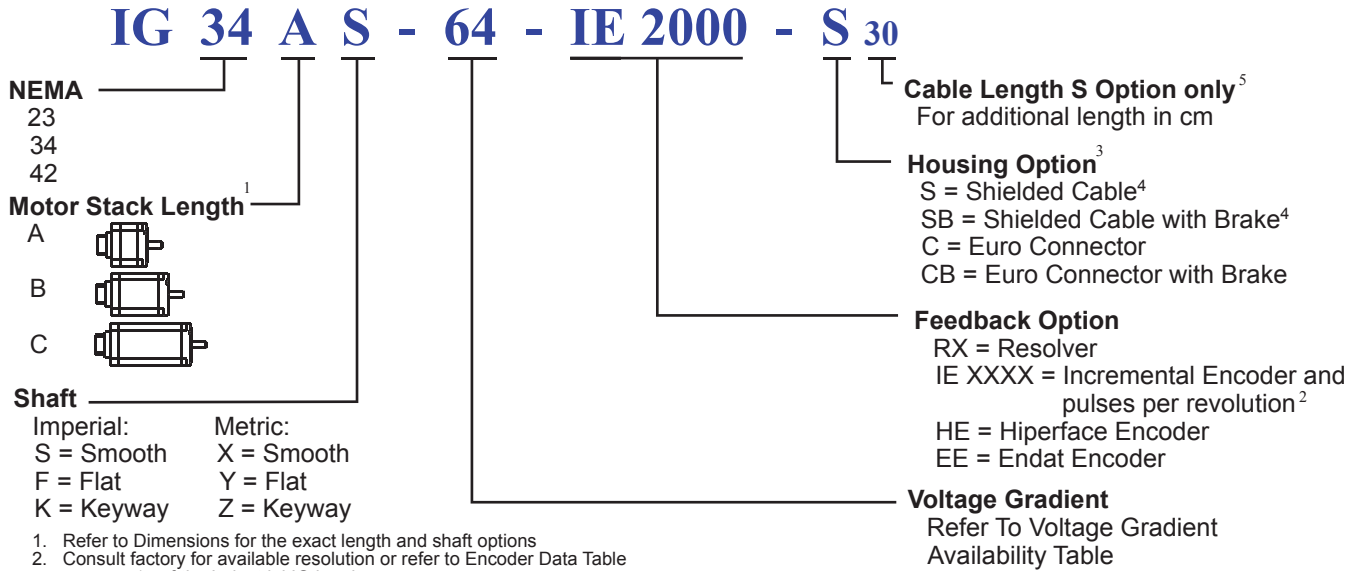 IG 34 A S - 64 - IE 2000 - S 30
NEMA
23
34
42
Motor Stack Length 1
A
B
C
Shaft
Imperial: Metric:
S = Smooth X = Smooth
F = Flat Y = Flat
K = Keyway Z = Keyway
1. Refer to Dimensions for the exact length and shaft options
2. Consult factory for available resolution or refer to Encoder Data Table
Cable Length S Option only 5
For additional length in cm
Housing Option 3
S = Shielded Cable4
SB = Shielded Cable with Brake4
C = Euro Connector
CB = Euro Connector with Brake
Feedback Option
RX = Resolver
IE XXXX = Incremental Encoder and
pulses per revolution 2
HE = Hiperface Encoder
EE = Endat Encoder
Voltage Gradient
Refer To Voltage Gradient
Availability Table